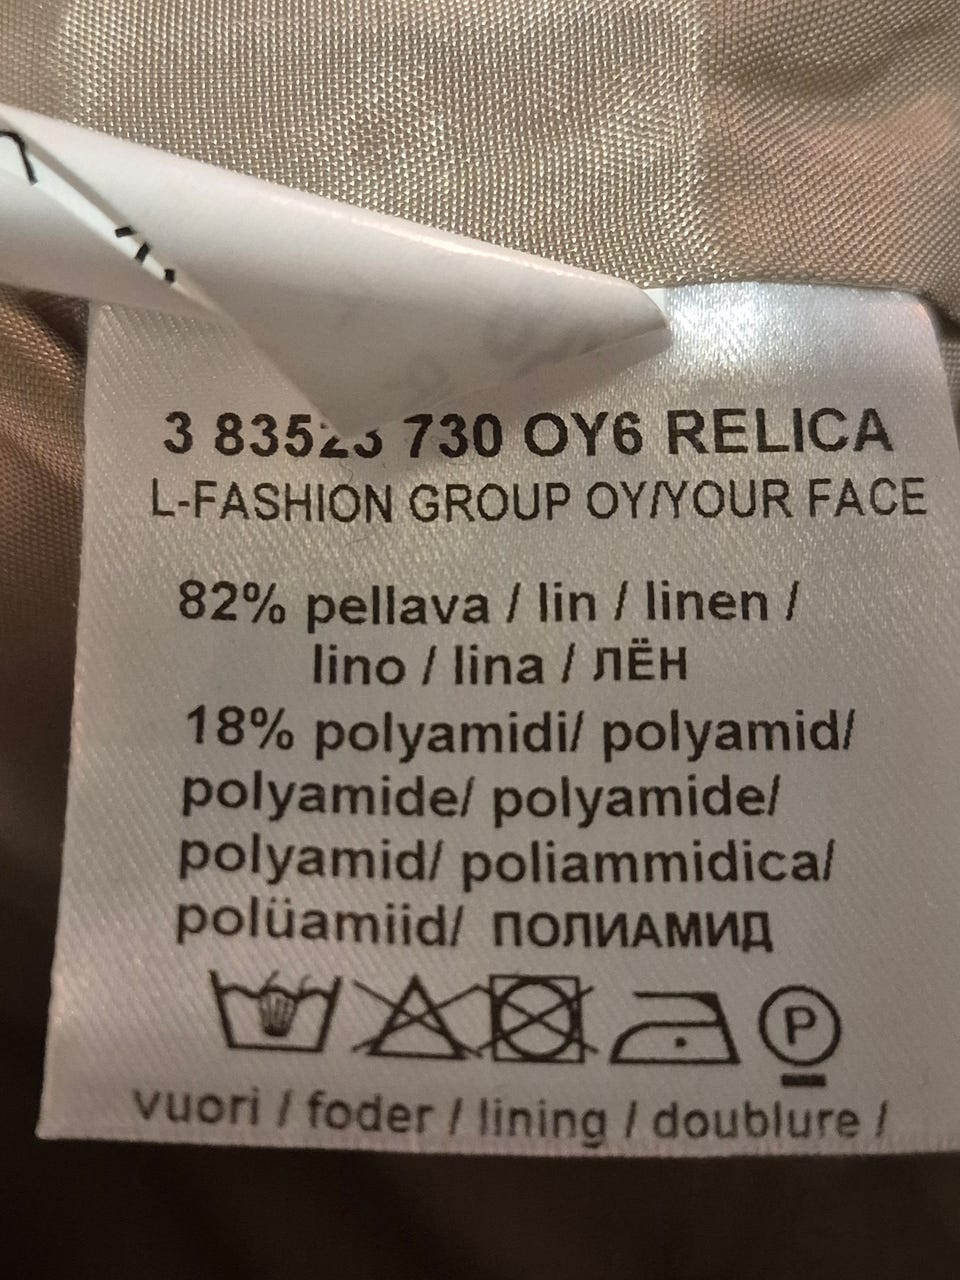 3 83523 730 OY6 RELICA
L-FASHION GROUP OY/YOUR FACE
82% pellava / lin / linen /
lino / lina / ЛЁН
18% polyamidi/ polyamid/
polyamide/ polyamide/
polyamid/ poliammidica/
polüamiid/ ПОЛИАМИД
P
vuori / foder / lining / doublure /